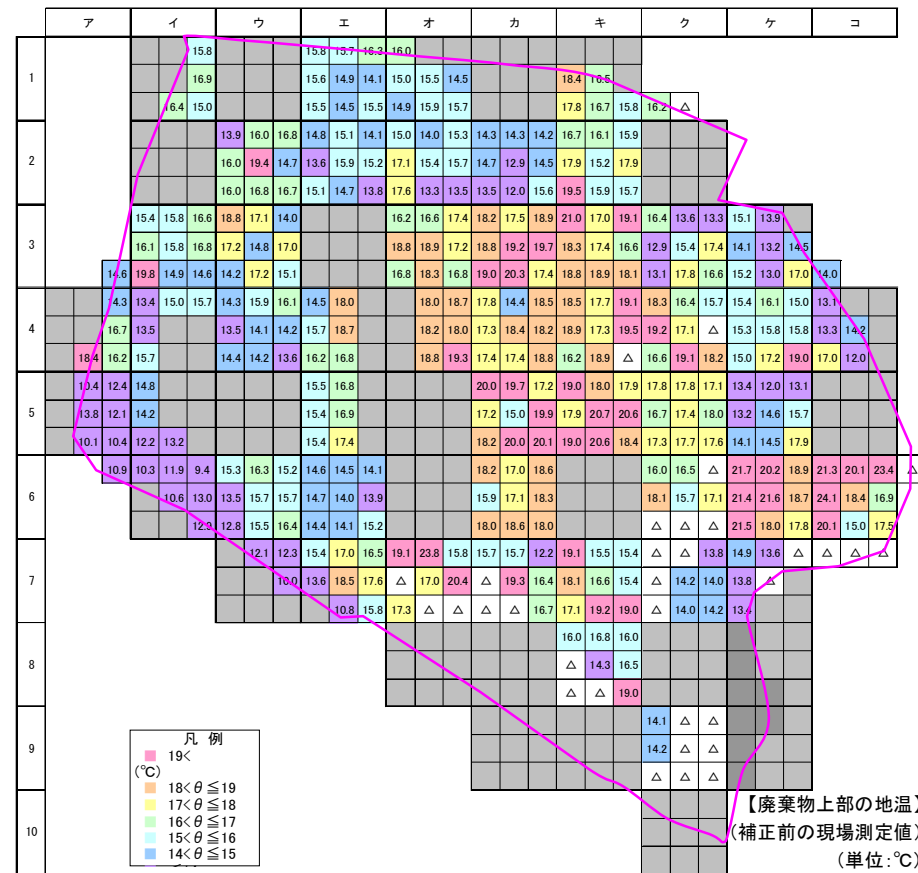 ア イ ウ エ オ カ キ ク ケ コ
15.8 15.8 15.7 16.3 16.0
1 16.9 15.6 14.9 14.1 15.0 15.5 14.5 18.4 16.5
16.4 15.0 15.5 14.5 15.5 14.9 15.9 15.7 17.8 16.7 15.8 16.2 △
13.9 16.0 16.8 14.8 15.1 14.1 15.0 14.0 15.3 14.3 14.3 14.2 16.7 16.1 15.9
2 16.0 19.4 14.7 13.6 15.9 15.2 17.1 15.4 15.7 14.7 12.9 14.5 17.9 15.2 17.9
16.0 16.8 16.7 15.1 14.7 13.8 17.6 13.3 13.5 13.5 12.0 15.6 19.5 15.9 15.7
15.4 15.8 16.6 18.8 17.1 14.0 16.2 16.6 17.4 18.2 17.5 18.9 21.0 17.0 19.1 16.4 13.6 13.3 15.1 13.9
3 16.1 15.8 16.8 17.2 14.8 17.0 18.8 18.9 17.2 18.8 19.2 19.7 18.3 17.4 16.6 12.9 15.4 17.4 14.1 13.2 14.5
14.6 19.8 14.9 14.6 14.2 17.2 15.1 16.8 18.3 16.8 19.0 20.3 17.4 18.8 18.9 18.1 13.1 17.8 16.6 15.2 13.0 17.0 14.0
14.3 13.4 15.0 15.7 14.3 15.9 16.1 14.5 18.0 18.0 18.7 17.8 14.4 18.5 18.5 17.7 19.1 18.3 16.4 15.7 15.4 16.1 15.0 13.1
4 16.7 13.5 13.5 14.1 14.2 15.7 18.7 18.2 18.0 17.3 18.4 18.2 18.9 17.3 19.5 19.2 17.1 △ 15.3 15.8 15.8 13.3 14.2
18.4 16.2 15.7 14.4 14.2 13.6 16.2 16.8 18.8 19.3 17.4 17.4 18.8 16.2 18.9 △ 16.6 19.1 18.2 15.0 17.2 19.0 17.0 12.0
10.4 12.4 14.8 15.5 16.8 20.0 19.7 17.2 19.0 18.0 17.9 17.8 17.8 17.1 13.4 12.0 13.1
5 13.8 12.1 14.2 15.4 16.9 17.2 15.0 19.9 17.9 20.7 20.6 16.7 17.4 18.0 13.2 14.6 15.7
10.1 10.4 12.2 13.2 15.4 17.4 18.2 20.0 20.1 19.0 20.6 18.4 17.3 17.7 17.6 14.1 14.5 17.9
10.9 10.3 11.9 9.4 15.3 16.3 15.2 14.6 14.5 14.1 18.2 17.0 18.6 16.0 16.5 △ 21.7 20.2 18.9 21.3 20.1 23.4 △
6 10.6 13.0 13.5 15.7 15.7 14.7 14.0 13.9 15.9 17.1 18.3 18.1 15.7 17.1 21.4 21.6 18.7 24.1 18.4 16.9
12.9 12.8 15.5 16.4 14.4 14.1 15.2 18.0 18.6 18.0 △ △ △ 21.5 18.0 17.8 20.1 15.0 17.5
12.1 12.3 15.4 17.0 16.5 19.1 23.8 15.8 15.7 15.7 12.2 19.1 15.5 15.4 △ △ 13.8 14.9 13.6 △ △ △ △
7 10.0 13.6 18.5 17.6 △ 17.0 20.4 △ 19.3 16.4 18.1 16.6 15.4 △ 14.2 14.0 13.8 △
10.8 15.8 17.3 △ △ △ △ 16.7 17.1 19.2 19.0 △ 14.0 14.2 13.4
16.0 16.8 16.0
8 △ 14.3 16.5
△ △ 19.0
14.1 △ △
9 14.2 △ △
△ △ △
10
凡 例
19<
(℃)
18<θ≦19
17<θ≦18
16<θ≦17
15<θ≦16
14<θ≦15
【廃棄物上部の地温】
(補正前の現場測定値)
(単位:℃)